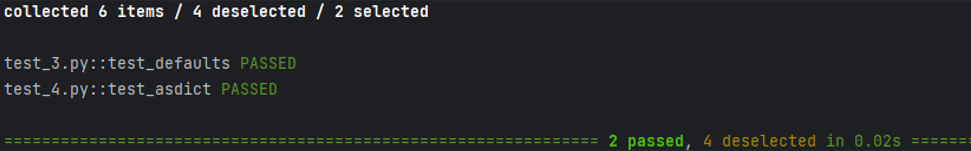 collected 6 items / 4 deselected / 2 selected
test_3.py::test_defaults PASSED
test_4.py::test_asdict PASSED
=============================================================== 2 passed, 4 deselected in 0.02s =======